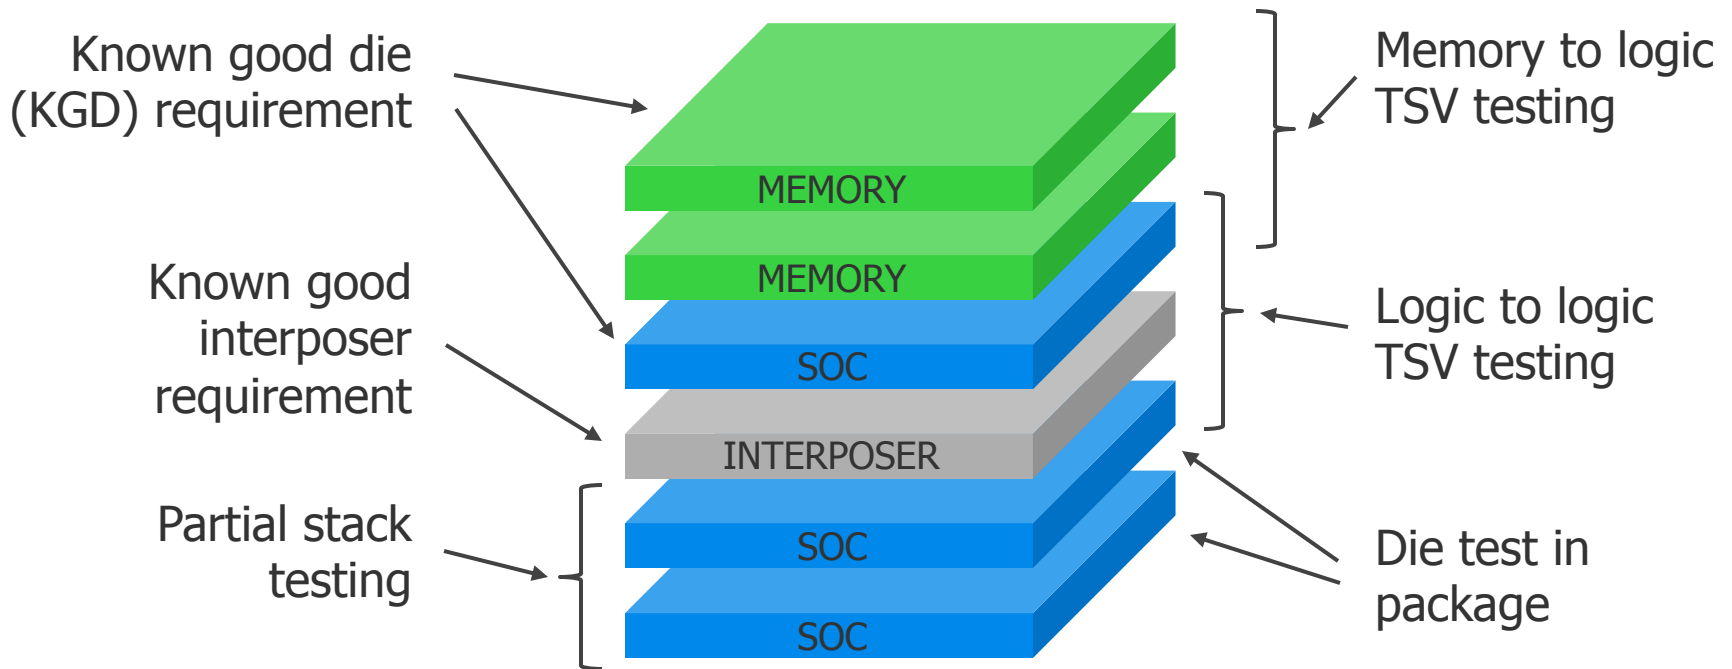 Known good die
(KGD) requirement
Known good
interposer
requirement
Partial stack
testing
MEMORY
MEMORY
SOC
INTERPOSER
SOC
SOC
Memory to logic
TSV testing
Logic to logic
TSV testing
Die test in
package